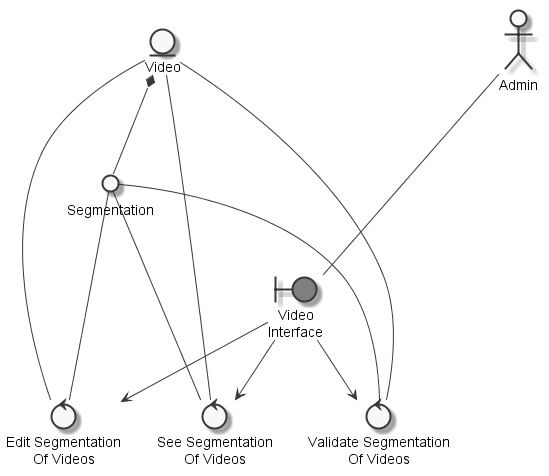 Video
Admin
Segmentation
Video
Interface
Edit Segmentation
Of Videos
See Segmentation
Of Videos
Validate Segmentation
Of Videos